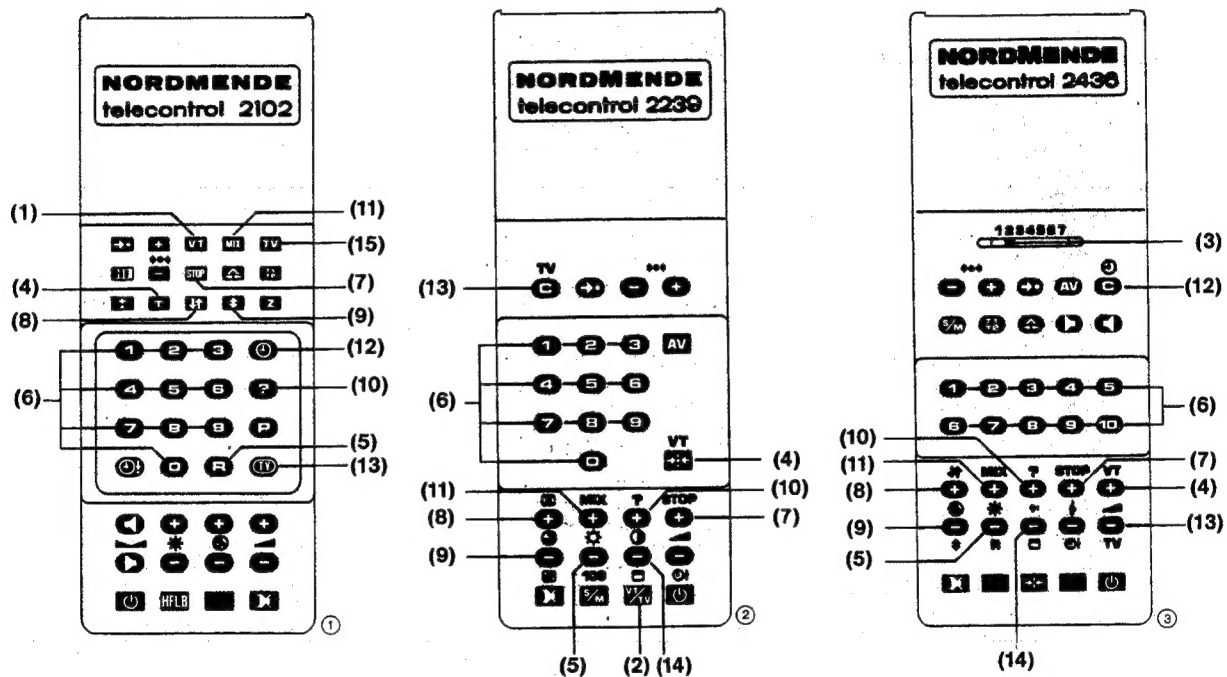 NORDMENDE
telecontrol 2102
(1)
(11)
VT MIX TV
(15)
STOP
(7)
(4)
T Z
(8)
(9)
1 2 3
(12)
4 5 6 ?
(10)
(6)
7 8 9 P
(5)
0 R TV
(13)
HFLB
1
NORDMENDE
telecontrol 2239
TV
(13)
C - +
1 2 3 AV
4 5 6
(6)
7 8 9
VT
0
(4)
(11)
MIX ? STOP
(10)
(8)
+ + + +
(7)
(9)
- - - -
100
S/M VT/TV
2
(5)
(2)
(14)
NORDMENDE
telecontrol 2436
1234567
(3)
- + AV C
(12)
S/M
1 2 3 4 5
(6)
6 7 8 9 10
(10)
(11)
MIX ? STOP VT
(7)
(8)
+ + + + +
(4)
(9)
- - - - -
(13)
(5)
R TV
3
(14)